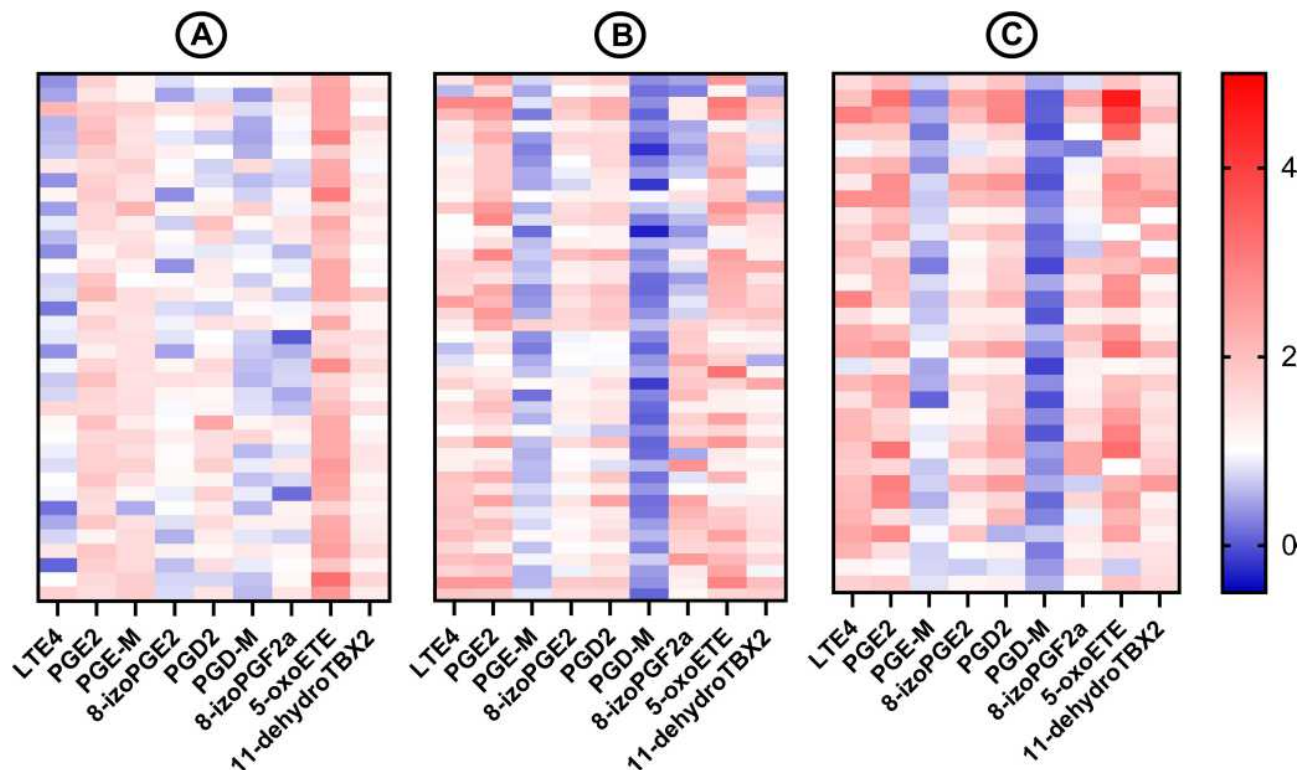 A
B
C
4
2
0
LTE4
PGE2
PGE-M
8-izoPGE2
PGD2
PGD-M
8-izoPGF2a
5-oxoETE
11-dehydroTBX2
LTE4
PGE2
PGE-M
8-izoPGE2
PGD2
PGD-M
8-izoPGF2a
5-oxoETE
11-dehydroTBX2
LTE4
PGE2
PGE-M
8-izoPGE2
PGD2
PGD-M
8-izoPGF2a
5-oxoETE
11-dehydroTBX2